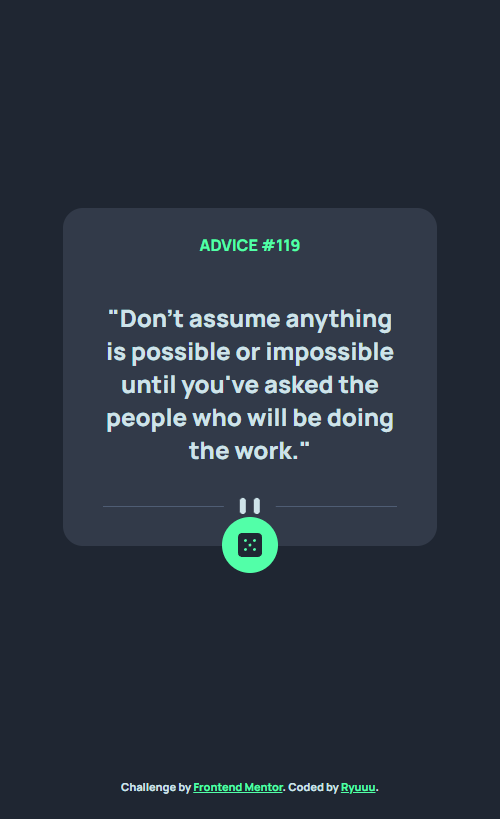 ADVICE #119
"Don’t assume anything
is possible or impossible
until you've asked the
people who will be doing
the work."
Challenge by Frontend Mentor. Coded by Ryuuu.